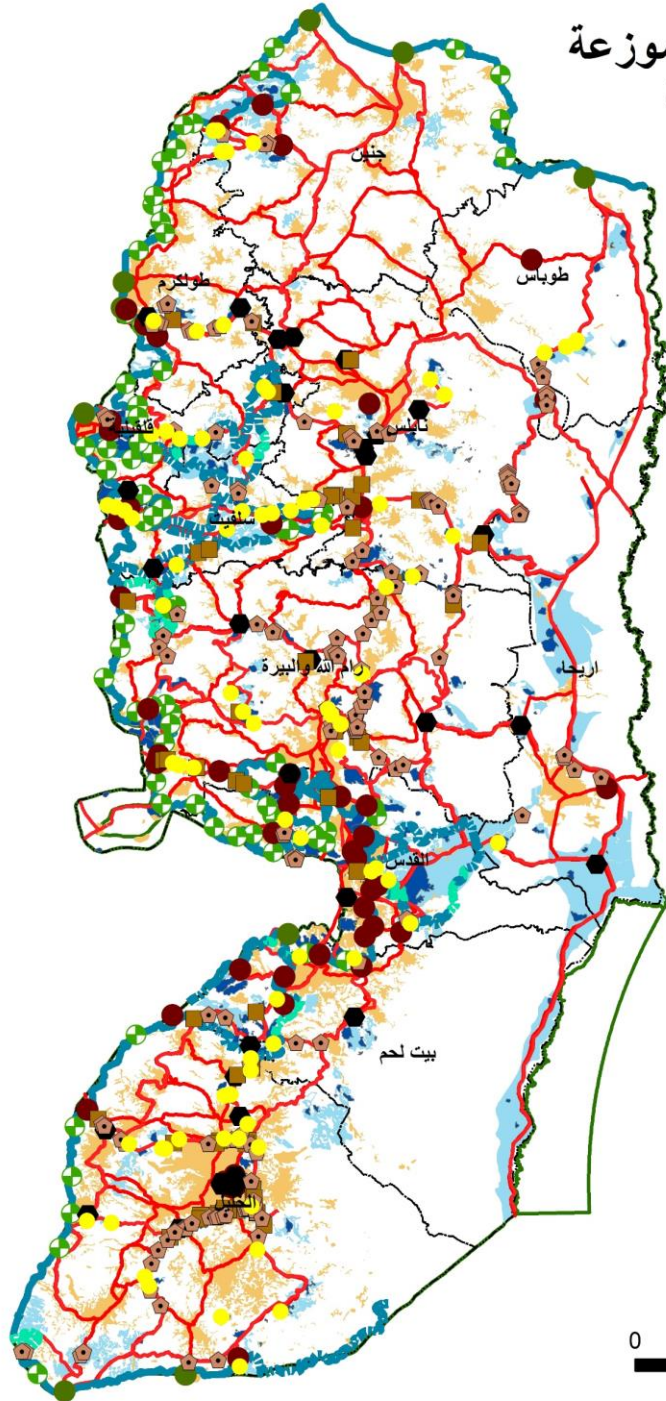 موزعة
جنين
طوباس
طولكرم
نابلس
قلقيلية
سلفيت
رام الله والبيرة
اريحا
القدس
بيت لحم
الخليل
0